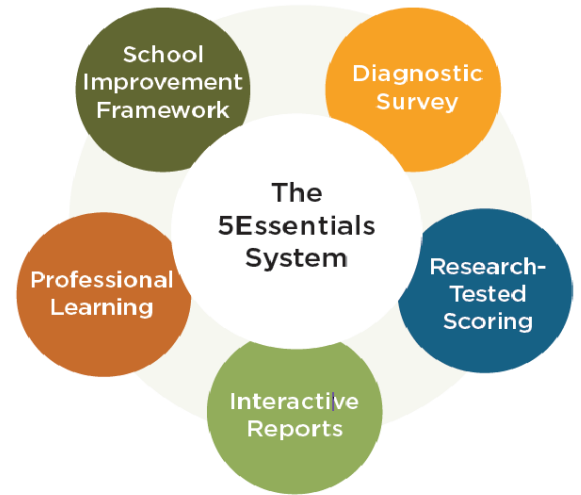 School
Improvement
Framework
Diagnostic
Survey
The
5Essentials
System
Professional
Learning
Research-
Tested
Scoring
Interactive
Reports